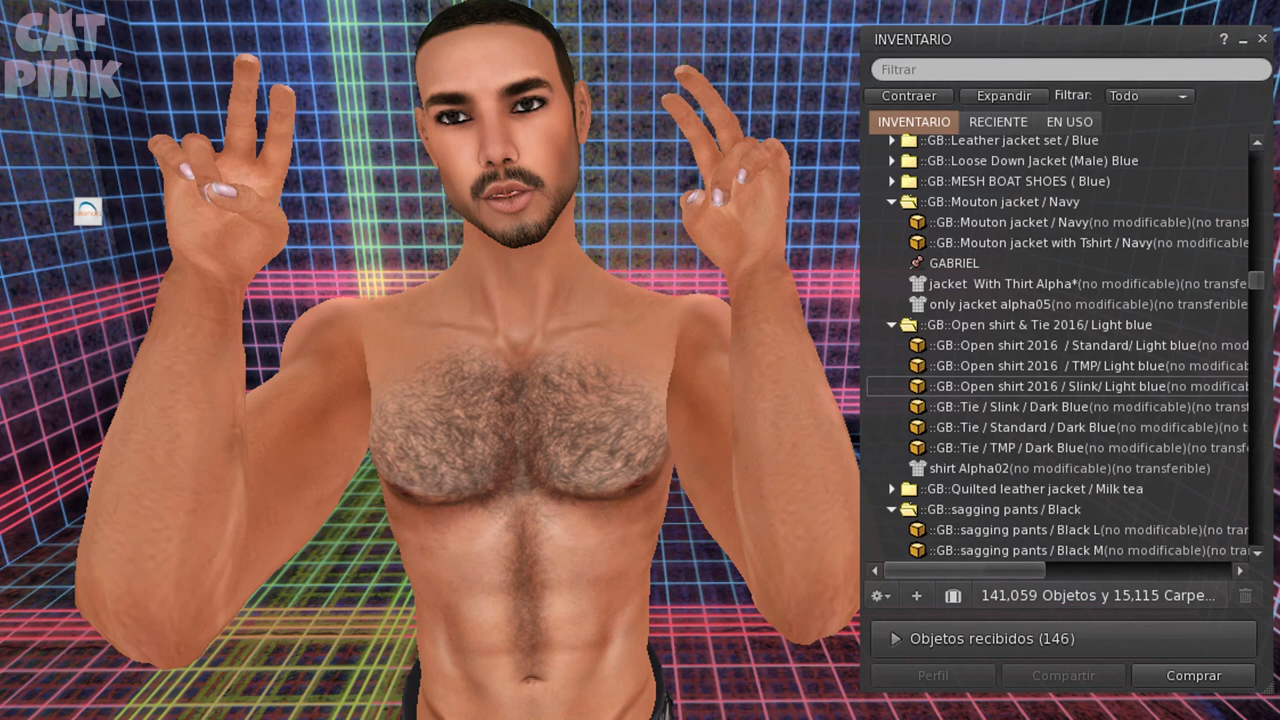 CAT
PINK
INVENTARIO
Filtrar
Contraer Expandir Filtrar: Todo
INVENTARIO RECIENTE EN USO
::GB::Leather jacket set / Blue
::GB::Loose Down Jacket (Male) Blue
::GB::MESH BOAT SHOES ( Blue)
::GB::Mouton jacket / Navy
::GB::Mouton jacket / Navy(no modificable)(no transf
::GB::Mouton jacket with Tshirt / Navy(no modificable
GABRIEL
jacket With Thirt Alpha*(no modificable)(no transfe
only jacket alpha05(no modificable)(no transferible
::GB::Open shirt & Tie 2016/ Light blue
::GB::Open shirt 2016 / Standard/ Light blue(no mod
::GB::Open shirt 2016 / TMP/ Light blue(no modificab
::GB::Open shirt 2016 / Slink/ Light blue(no modificab
::GB::Tie / Slink / Dark Blue(no modificable)(no transf
::GB::Tie / Standard / Dark Blue(no modificable)(no t
::GB::Tie / TMP / Dark Blue(no modificable)(no transf
shirt Alpha02(no modificable)(no transferible)
::GB::Quilted leather jacket / Milk tea
::GB::sagging pants / Black
::GB::sagging pants / Black L(no modificable)(no trar
::GB::sagging pants / Black M(no modificable)(no tra
141,059 Objetos y 15,115 Carpe...
Objetos recibidos (146)
Perfil Compartir Comprar